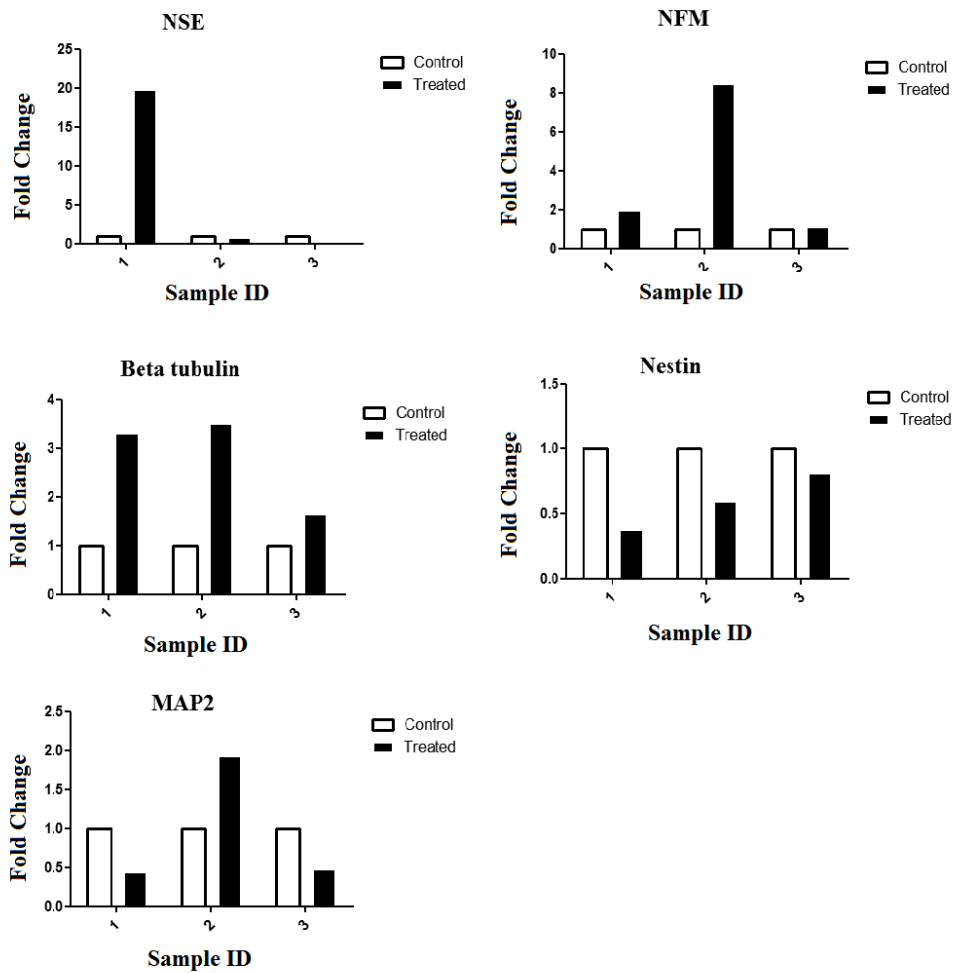 NSE
25
20
15
10
5
0
Fold Change
1
2
3
Sample ID
Control
Treated
NFM
10
8
6
4
2
0
Fold Change
1
2
3
Sample ID
Control
Treated
Beta tubulin
4
3
2
1
0
Fold Change
1
2
3
Sample ID
Control
Treated
Nestin
1.5
1.0
0.5
0.0
Fold Change
1
2
3
Sample ID
Control
Treated
MAP2
2.5
2.0
1.5
1.0
0.5
0.0
Fold Change
1
2
3
Sample ID
Control
Treated